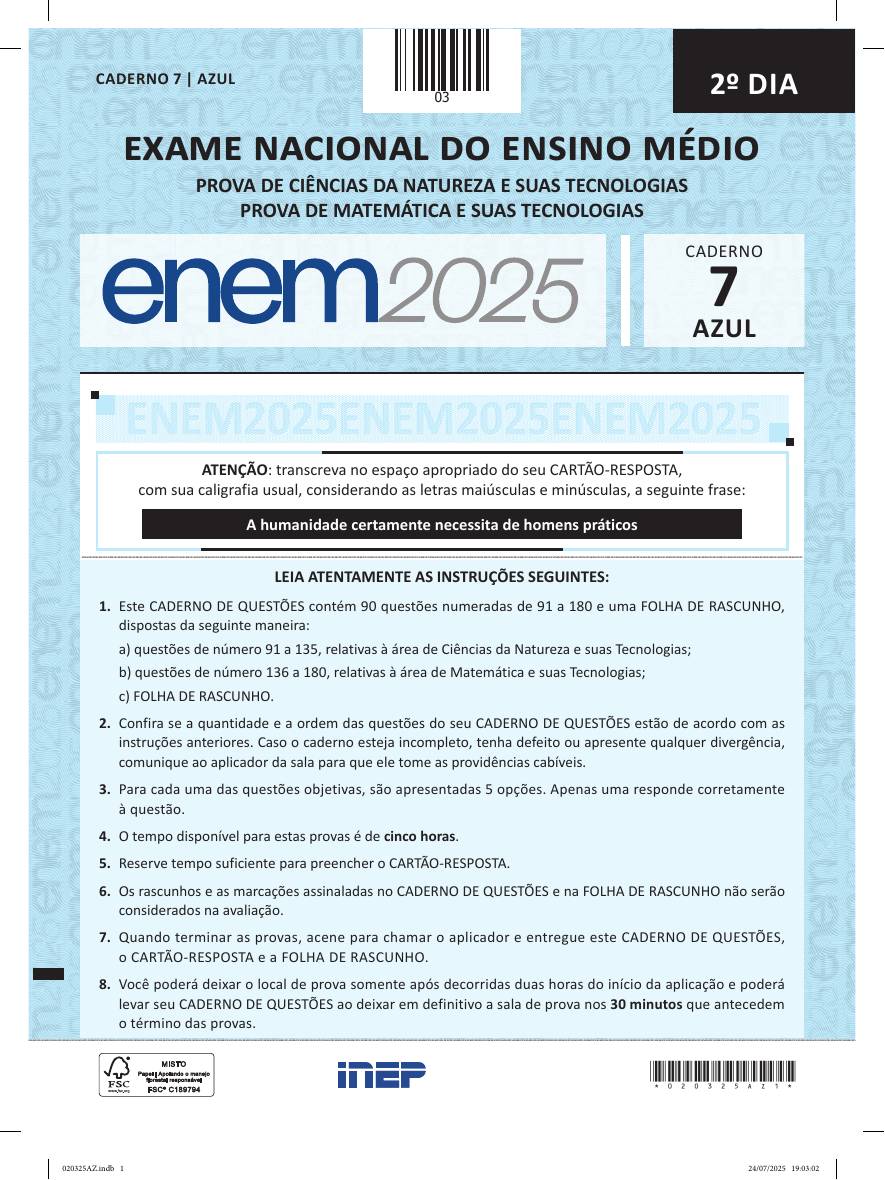 CADERNO 7 | AZUL
03
2º DIA
EXAME NACIONAL DO ENSINO MÉDIO
PROVA DE CIÊNCIAS DA NATUREZA E SUAS TECNOLOGIAS
PROVA DE MATEMÁTICA E SUAS TECNOLOGIAS
enem2025
CADERNO
7
AZUL
ENEM2025ENEM2025ENEM2025
ATENÇÃO: transcreva no espaço apropriado do seu CARTÃO-RESPOSTA,
com sua caligrafia usual, considerando as letras maiúsculas e minúsculas, a seguinte frase:
A humanidade certamente necessita de homens práticos
LEIA ATENTAMENTE AS INSTRUÇÕES SEGUINTES:
1. Este CADERNO DE QUESTÕES contém 90 questões numeradas de 91 a 180 e uma FOLHA DE RASCUNHO,
dispostas da seguinte maneira:
a) questões de número 91 a 135, relativas à área de Ciências da Natureza e suas Tecnologias;
b) questões de número 136 a 180, relativas à área de Matemática e suas Tecnologias;
c) FOLHA DE RASCUNHO.
2. Confira se a quantidade e a ordem das questões do seu CADERNO DE QUESTÕES estão de acordo com as
instruções anteriores. Caso o caderno esteja incompleto, tenha defeito ou apresente qualquer divergência,
comunique ao aplicador da sala para que ele tome as providências cabíveis.
3. Para cada uma das questões objetivas, são apresentadas 5 opções. Apenas uma responde corretamente
à questão.
4. O tempo disponível para estas provas é de cinco horas.
5. Reserve tempo suficiente para preencher o CARTÃO-RESPOSTA.
6. Os rascunhos e as marcações assinaladas no CADERNO DE QUESTÕES e na FOLHA DE RASCUNHO não serão
considerados na avaliação.
7. Quando terminar as provas, acene para chamar o aplicador e entregue este CADERNO DE QUESTÕES,
o CARTÃO-RESPOSTA e a FOLHA DE RASCUNHO.
8. Você poderá deixar o local de prova somente após decorridas duas horas do início da aplicação e poderá
levar seu CADERNO DE QUESTÕES ao deixar em definitivo a sala de prova nos 30 minutos que antecedem
o término das provas.
FSC
www.fsc.org
MISTO
Papel | Apoiando o manejo
florestal responsável
FSC® C189794
INEP
*020325AZ1*
020325AZ.indb 1
24/07/2025 19:03:02